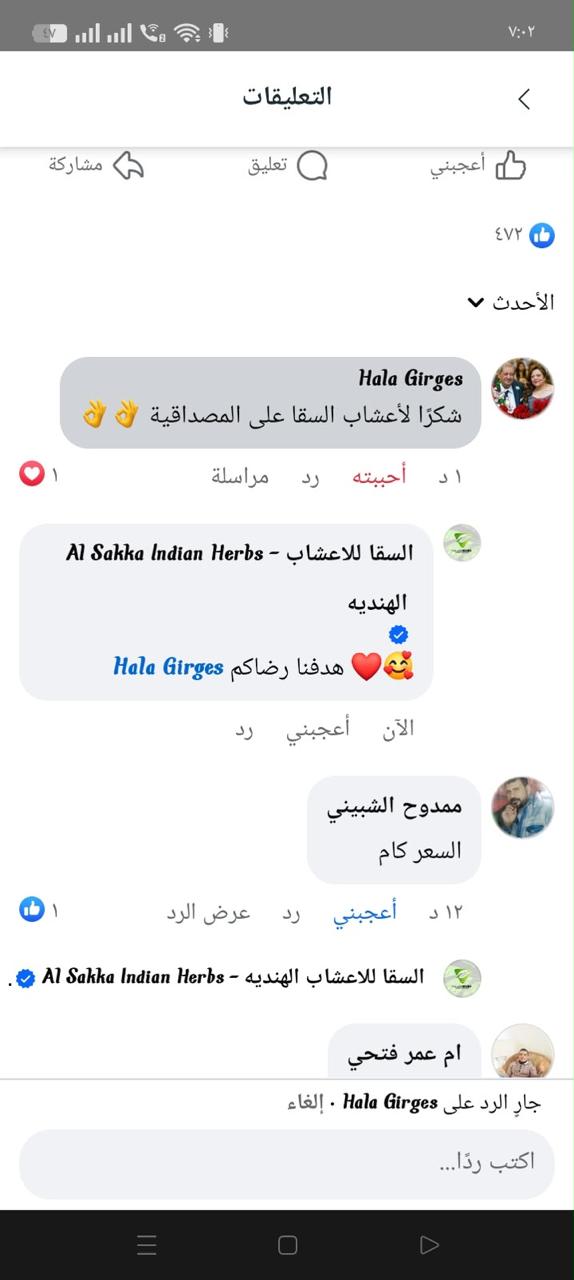 ٤٧
٧:٠٢
التعليقات
أعجبني تعليق مشاركة
٤٧٢
الأحدث
Hala Girges
شكرًا لأعشاب السقا على المصداقية 👌 👌
١ د أحببته رد مراسلة ١
السقا للاعشاب - Al Sakka Indian Herbs
الهنديه
🥰❤️ هدفنا رضاكم Hala Girges
الآن أعجبني رد
ممدوح الشبيني
السعر كام
١٢ د أعجبني رد عرض الرد ١
السقا للاعشاب الهنديه - Al Sakka Indian Herbs .
ام عمر فتحي
جارٍ الرد على Hala Girges · إلغاء
اكتب ردًا...